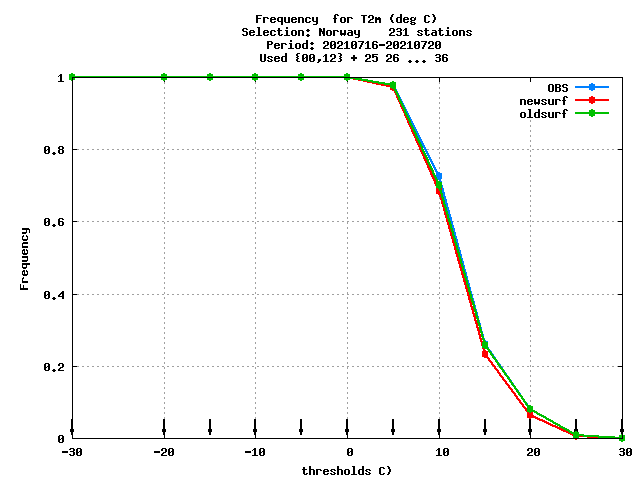 Frequency  for T2m (deg C)
Selection: Norway    231 stations
Period: 20210716-20210720
Used {00,12} + 25 26 ... 36
OBS
newsurf
oldsurf
1
0.8
0.6
0.4
0.2
0
Frequency
-30 -20 -10 0 10 20 30
thresholds C)